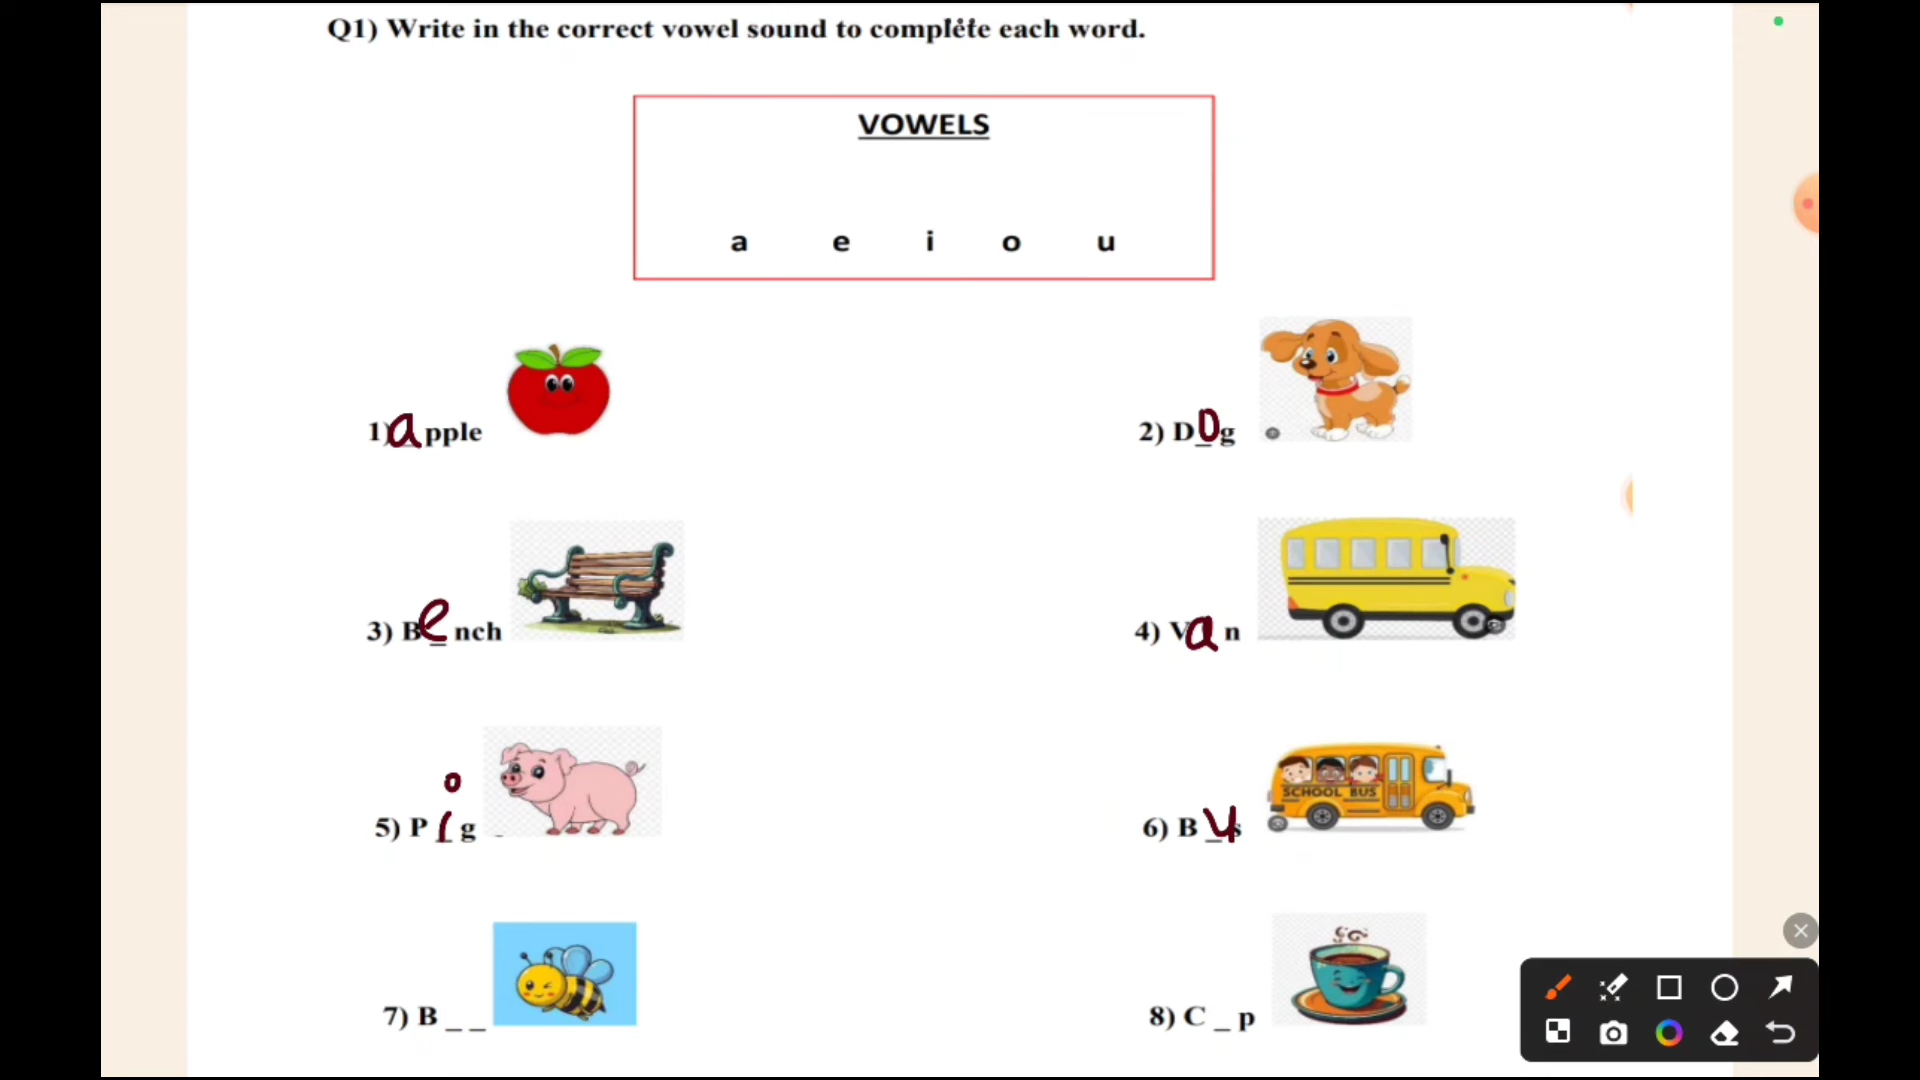 Q1) Write in the correct vowel sound to complete each word.
VOWELS
a e i o u
1) apple
2) Dog
3) Bench
4) Van
5) Pig
6) Bus
SCHOOL BUS
7) B _ _
8) C _ p